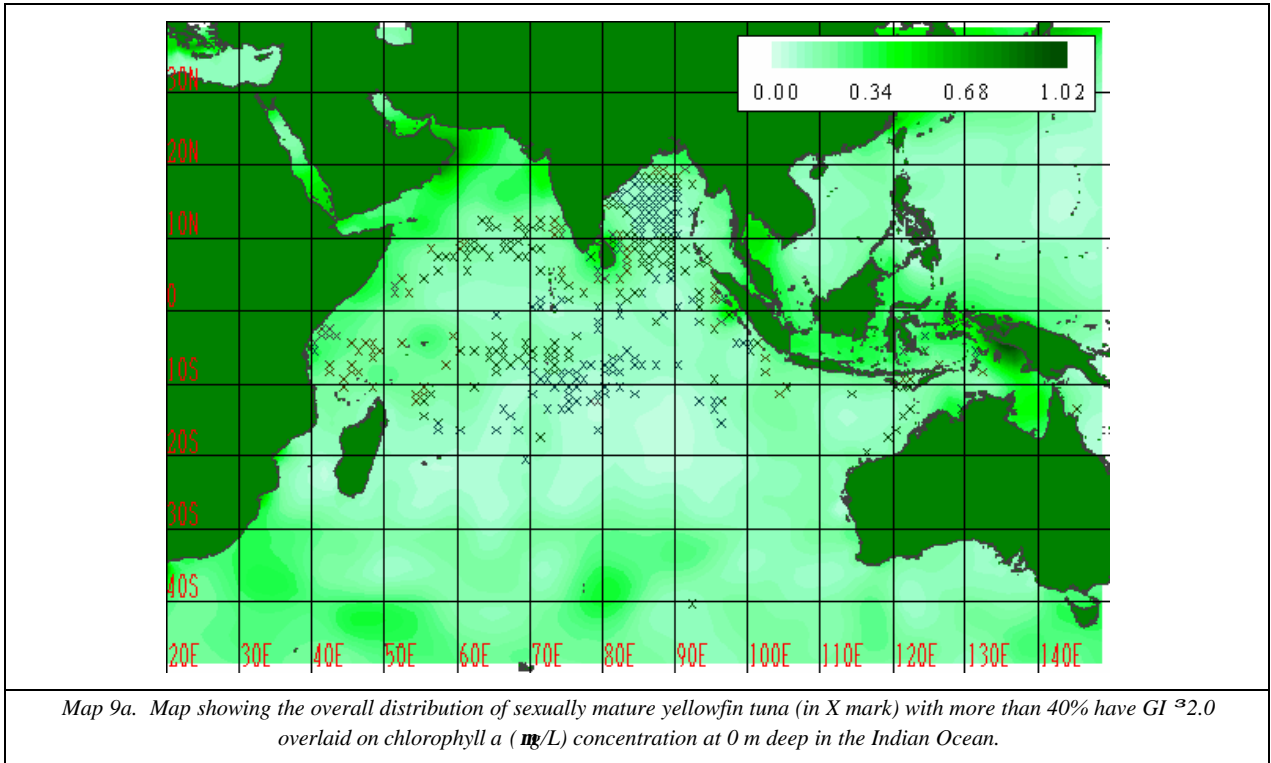 0.00 0.34 0.68 1.02
30N
20N
10N
0
10S
20S
30S
40S
20E 30E 40E 50E 60E 70E 80E 90E 100E 110E 120E 130E 140E
Map 9a. Map showing the overall distribution of sexually mature yellowfin tuna (in X mark) with more than 40% have GI ³2.0
overlaid on chlorophyll a ( /L) concentration at 0 m deep in the Indian Ocean.